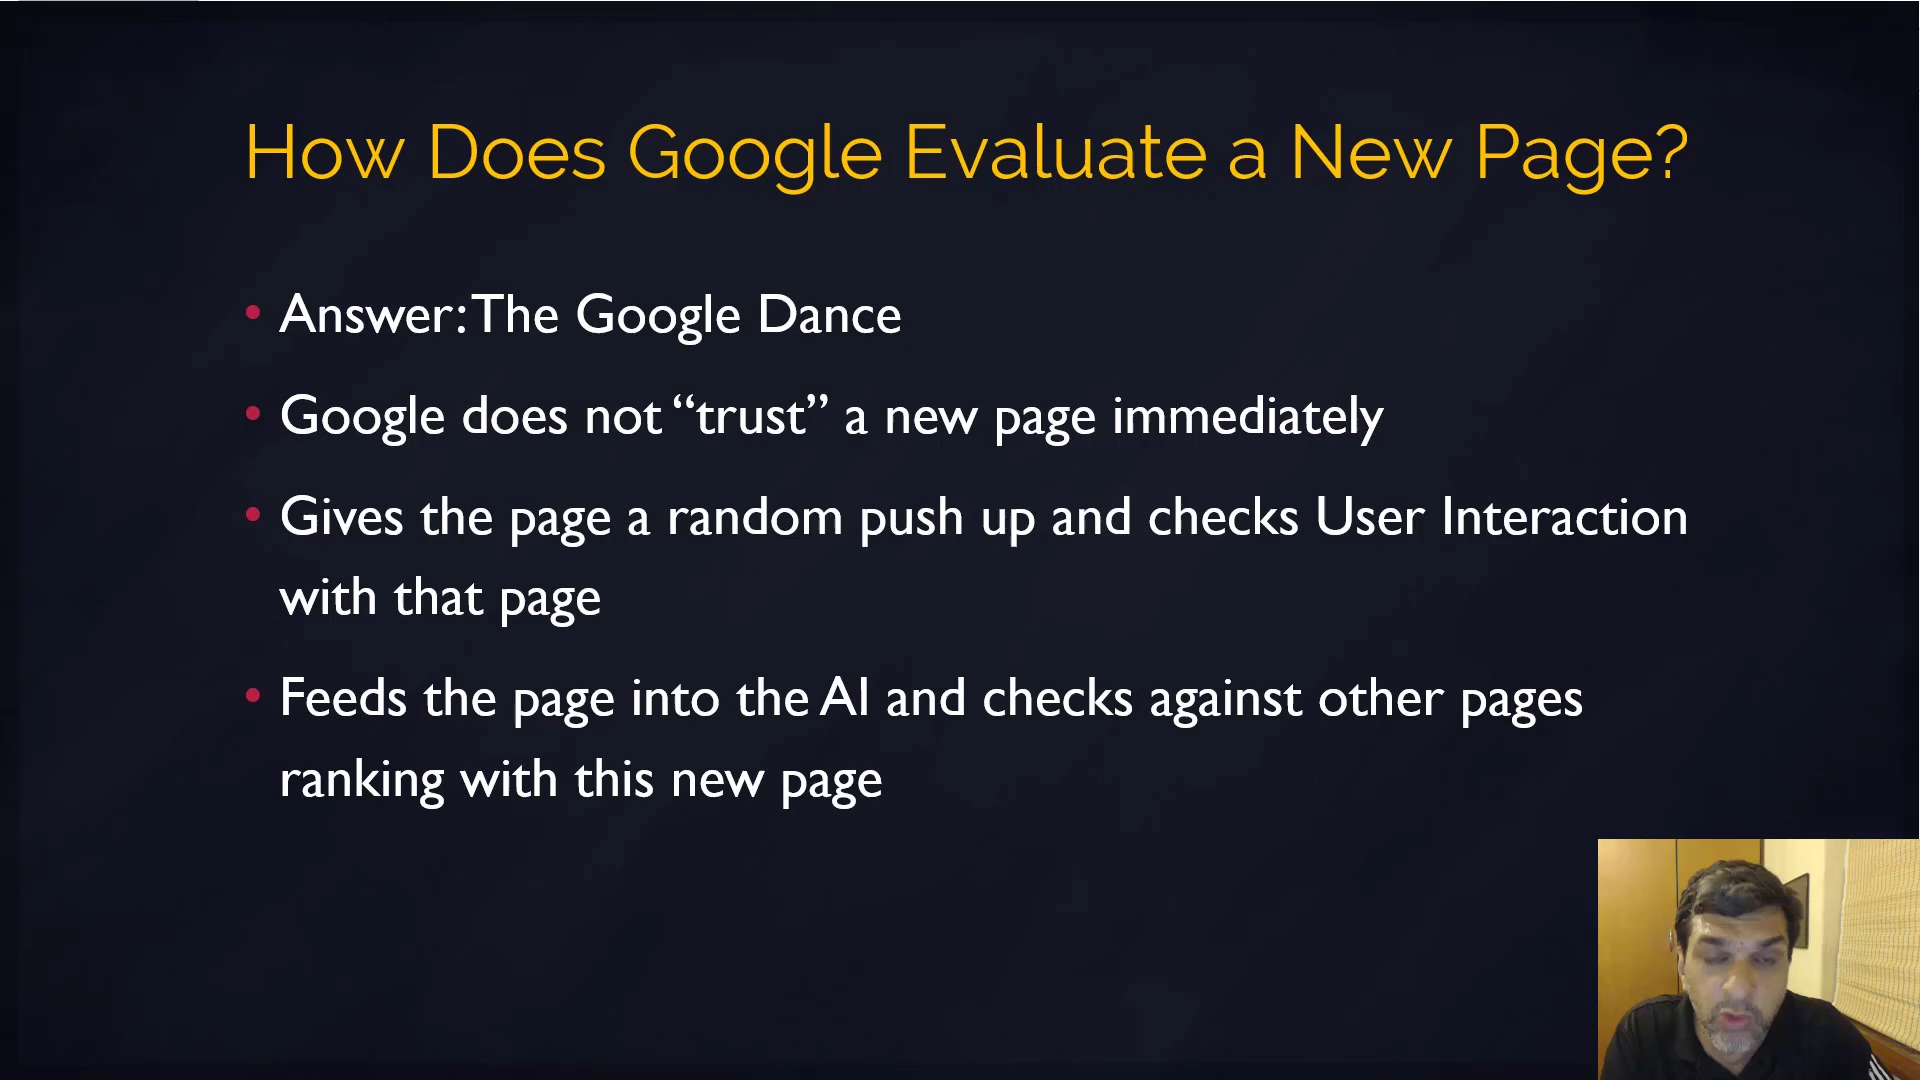 How Does Google Evaluate a New Page?
• Answer: The Google Dance
• Google does not “trust” a new page immediately
• Gives the page a random push up and checks User Interaction
with that page
• Feeds the page into the AI and checks against other pages
ranking with this new page